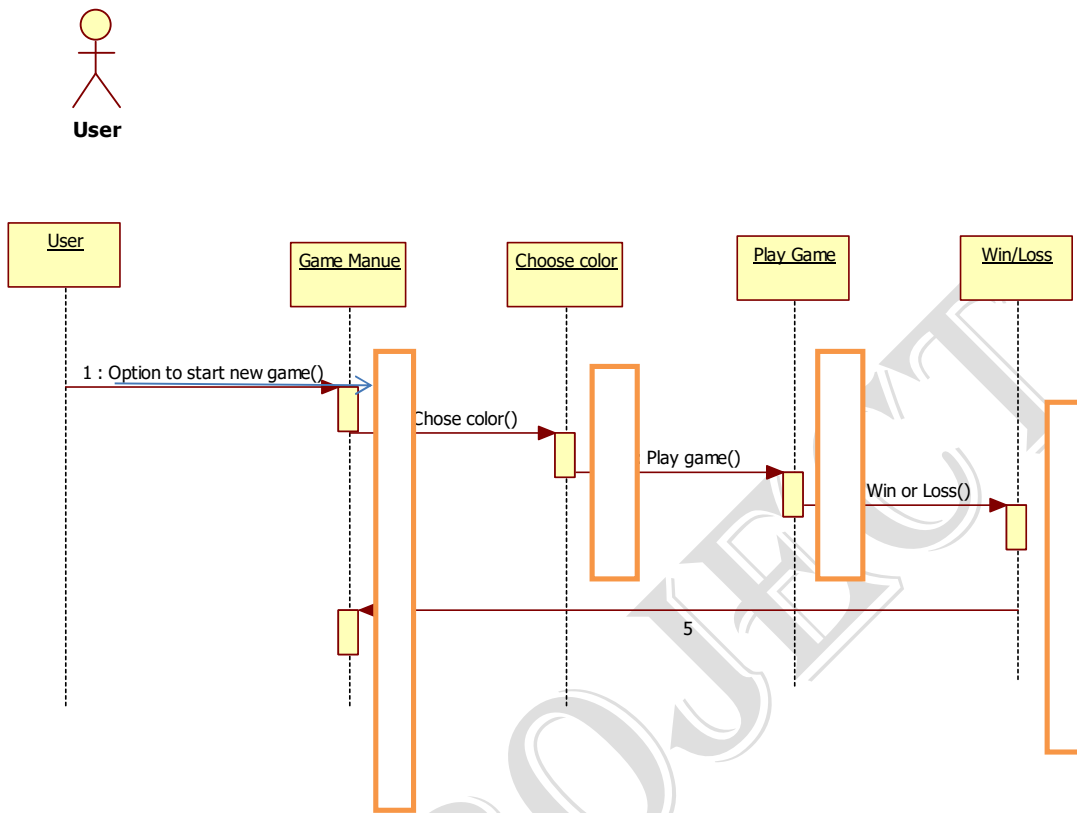 User
User
Game Manue
Choose color
Play Game
Win/Loss
1 : Option to start new game()
Chose color()
: Play game()
Win or Loss()
5